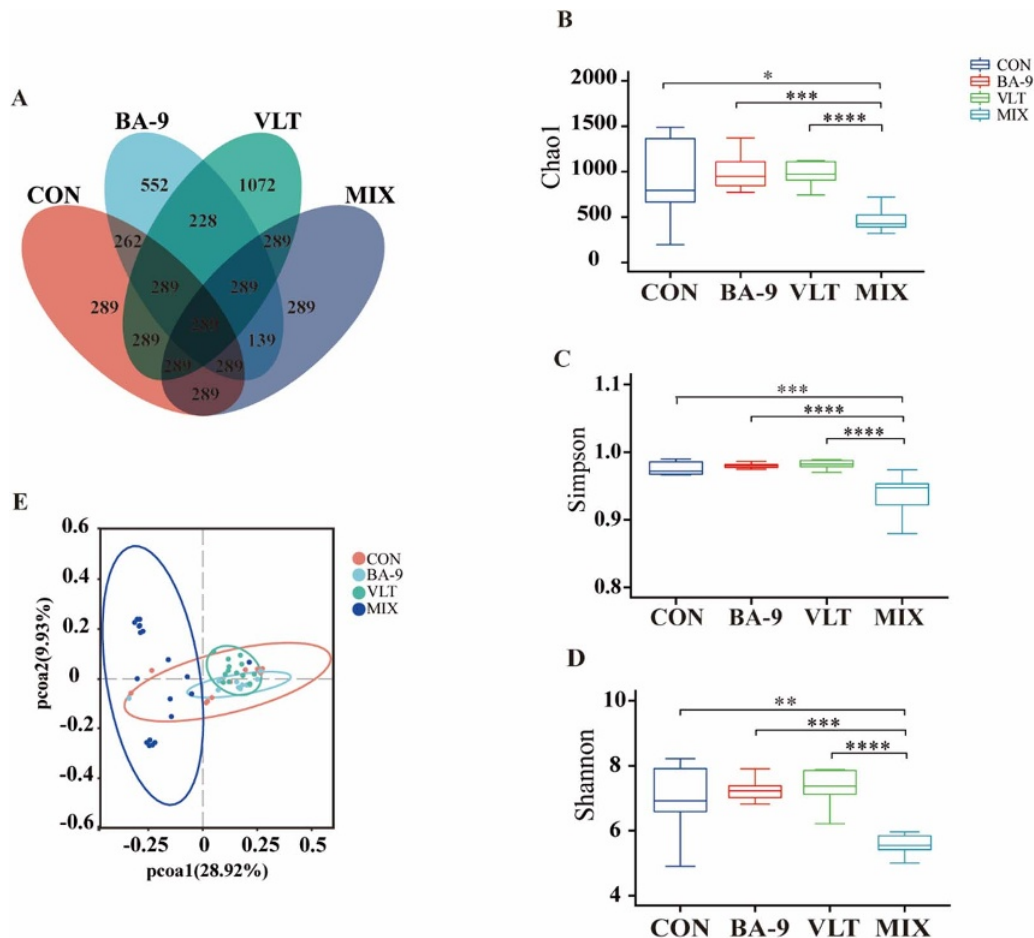 A
BA-9 VLT
CON MIX
552 1072
228
262 289
289 289
289 289
289 139
289 289
289
B
CON
BA-9
VLT
MIX
2000
1500
1000
500
0
Chao1
*
***
****
CON BA-9 VLT MIX
C
1.1
1.0
0.9
0.8
Simpson
***
****
****
CON BA-9 VLT MIX
D
10
8
6
4
Shannon
**
***
****
CON BA-9 VLT MIX
E
0.6
0.4
0.2
0
-0.2
-0.4
-0.6
pcoa2(9.93%)
-0.25 0 0.25 0.5
pcoa1(28.92%)
CON
BA-9
VLT
MIX